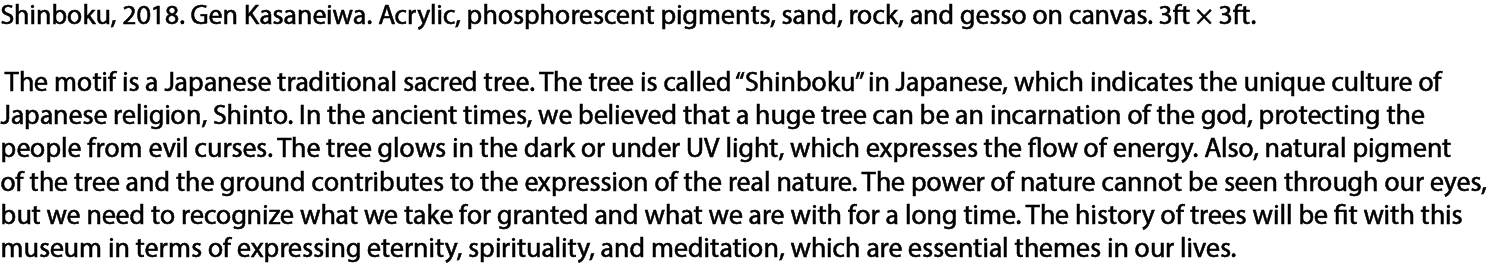 Shinboku, 2018. Gen Kasaneiwa. Acrylic, phosphorescent pigments, sand, rock, and gesso on canvas. 3ft × 3ft.
The motif is a Japanese traditional sacred tree. The tree is called “Shinboku” in Japanese, which indicates the unique culture of
Japanese religion, Shinto. In the ancient times, we believed that a huge tree can be an incarnation of the god, protecting the
people from evil curses. The tree glows in the dark or under UV light, which expresses the flow of energy. Also, natural pigment
of the tree and the ground contributes to the expression of the real nature. The power of nature cannot be seen through our eyes,
but we need to recognize what we take for granted and what we are with for a long time. The history of trees will be fit with this
museum in terms of expressing eternity, spirituality, and meditation, which are essential themes in our lives.